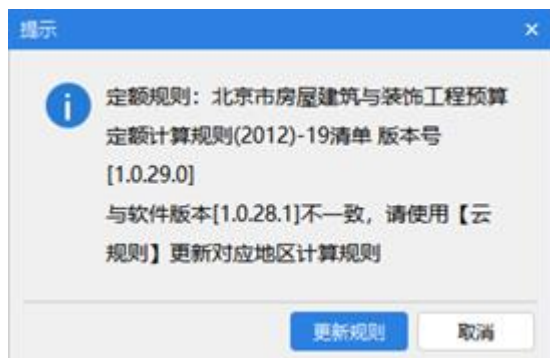 提示
定额规则：北京市房屋建筑与装饰工程预算
定额计算规则(2012)-19清单 版本号
[1.0.29.0]
与软件版本[1.0.28.1]不一致，请使用【云
规则】更新对应地区计算规则
更新规则 取消